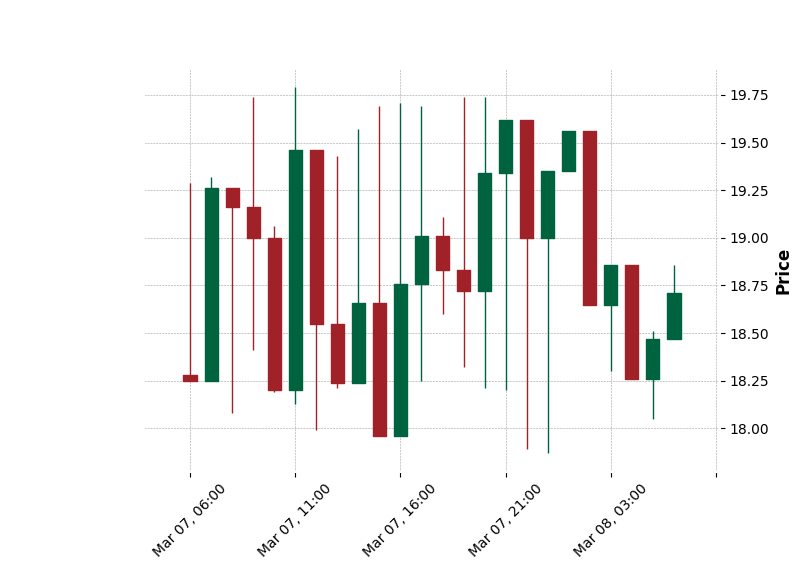 19.75
19.50
19.25
19.00
18.75
18.50
18.25
18.00
Price
Mar 07, 06:00
Mar 07, 11:00
Mar 07, 16:00
Mar 07, 21:00
Mar 08, 03:00